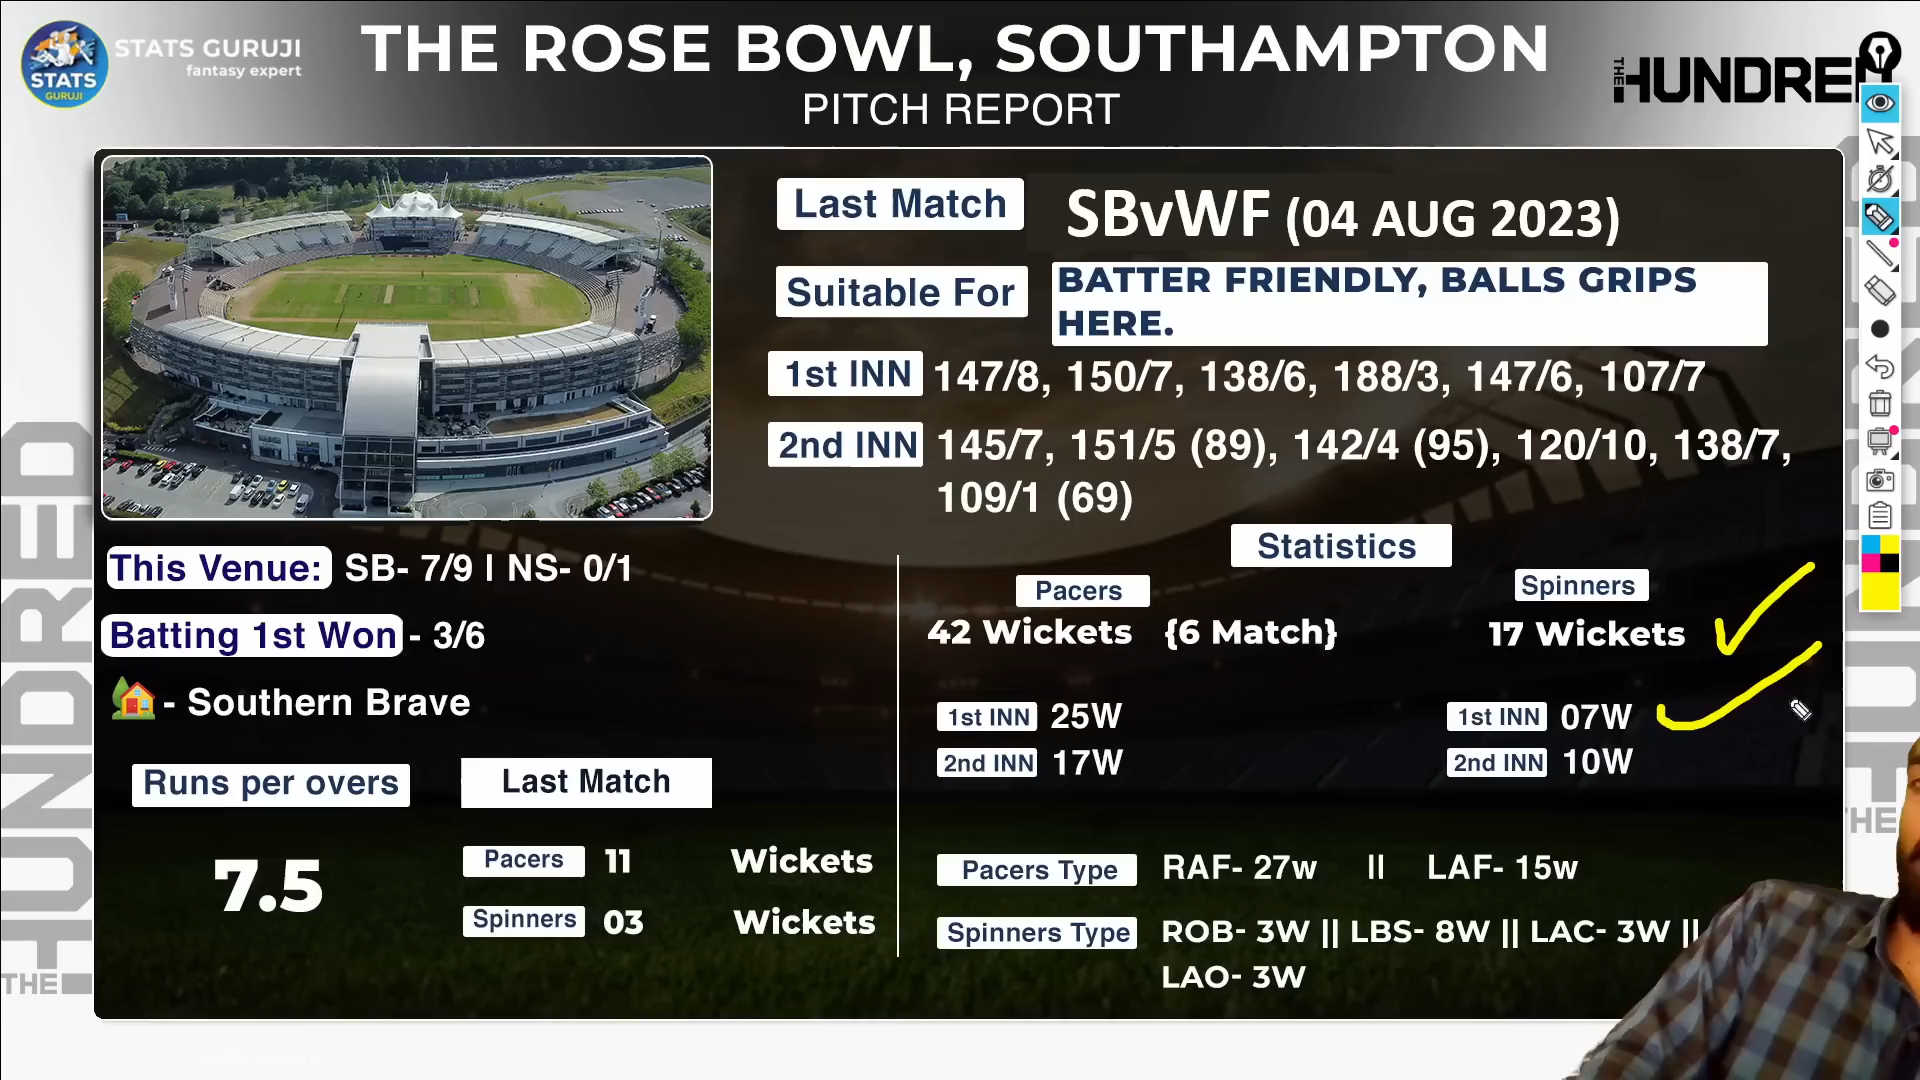 STATS GURUJI
fantasy expert
STATS
GURUJI
THE ROSE BOWL, SOUTHAMPTON
PITCH REPORT
THE HUNDRE
Last Match SBvWF (04 AUG 2023)
Suitable For BATTER FRIENDLY, BALLS GRIPS
HERE.
1st INN 147/8, 150/7, 138/6, 188/3, 147/6, 107/7
2nd INN 145/7, 151/5 (89), 142/4 (95), 120/10, 138/7,
109/1 (69)
This Venue: SB- 7/9 | NS- 0/1
Batting 1st Won - 3/6
- Southern Brave
Runs per overs
7.5
Last Match
Pacers 11 Wickets
Spinners 03 Wickets
Statistics
Pacers Spinners
42 Wickets {6 Match} 17 Wickets
1st INN 25W 1st INN 07W
2nd INN 17W 2nd INN 10W
Pacers Type RAF- 27w || LAF- 15w
Spinners Type ROB- 3W || LBS- 8W || LAC- 3W ||
LAO- 3W
THE HUNDRED
THE